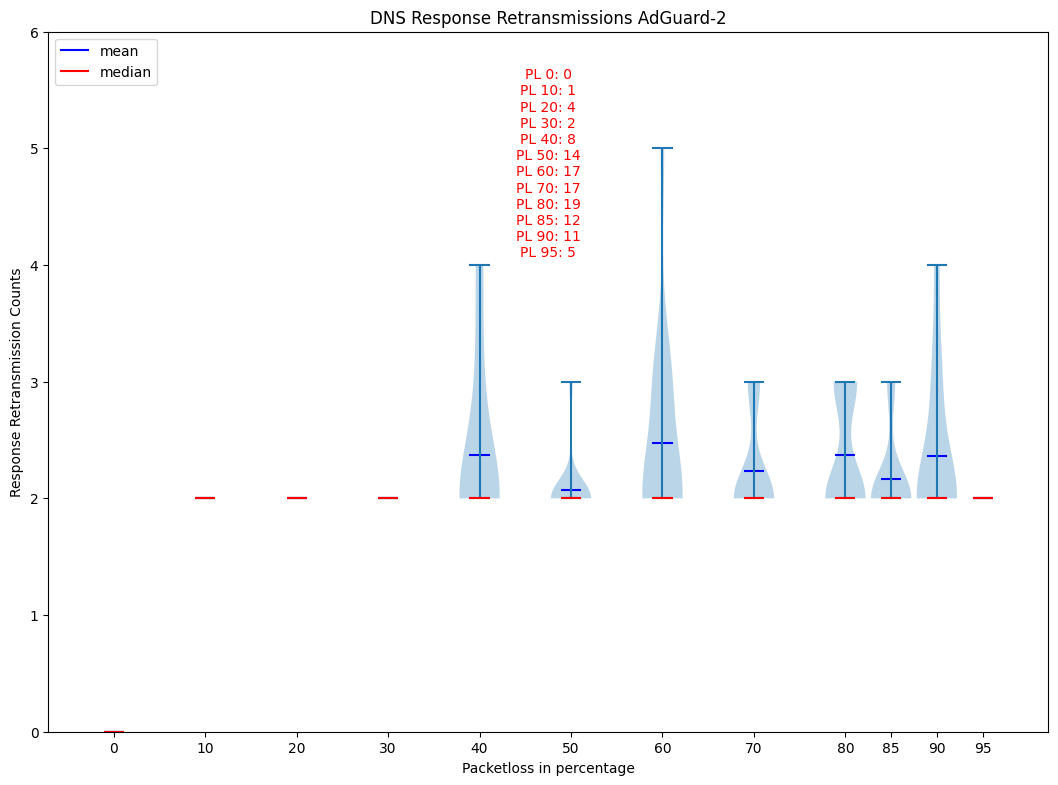 DNS Response Retransmissions AdGuard-2
6
mean
median
PL 0: 0
PL 10: 1
PL 20: 4
PL 30: 2
PL 40: 8
PL 50: 14
PL 60: 17
PL 70: 17
PL 80: 19
PL 85: 12
PL 90: 11
PL 95: 5
5
4
3
2
1
0
Response Retransmission Counts
0 10 20 30 40 50 60 70 80 85 90 95
Packetloss in percentage